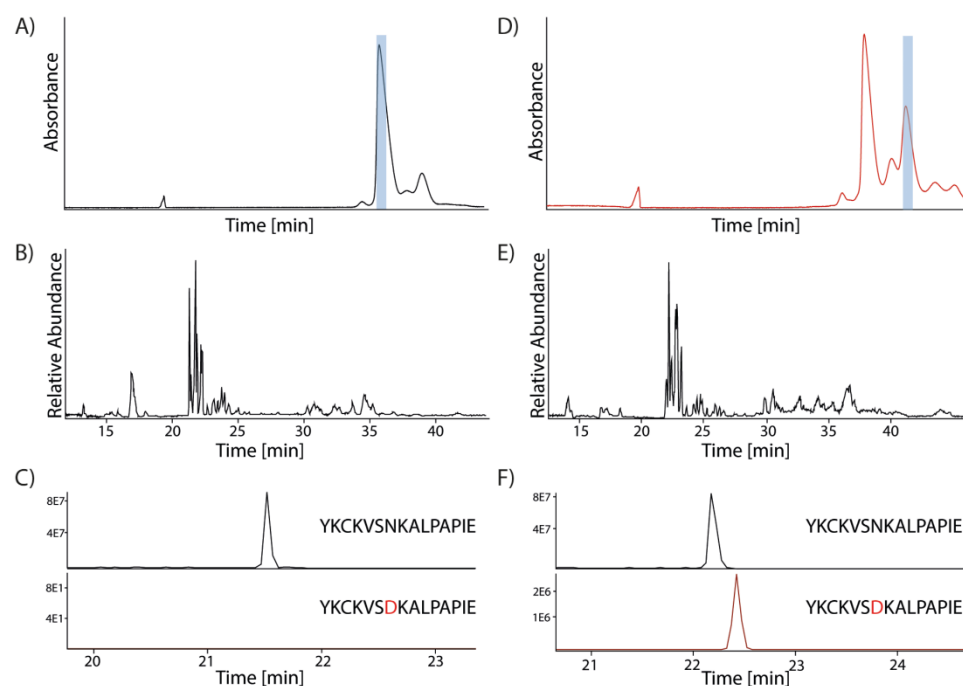 A)
Absorbance
Time [min]
B)
Relative Abundance
15 20 25 30 35 40
Time [min]
C)
8E7
4E7
YKCKVSNKALPAPIE
8E1
4E1
YKCKVSDKALPAPIE
20 21 22 23
Time [min]
D)
Absorbance
Time [min]
E)
Relative Abundance
15 20 25 30 35 40
Time [min]
F)
8E7
4E7
YKCKVSNKALPAPIE
2E6
1E6
YKCKVSDKALPAPIE
21 22 23 24
Time [min]